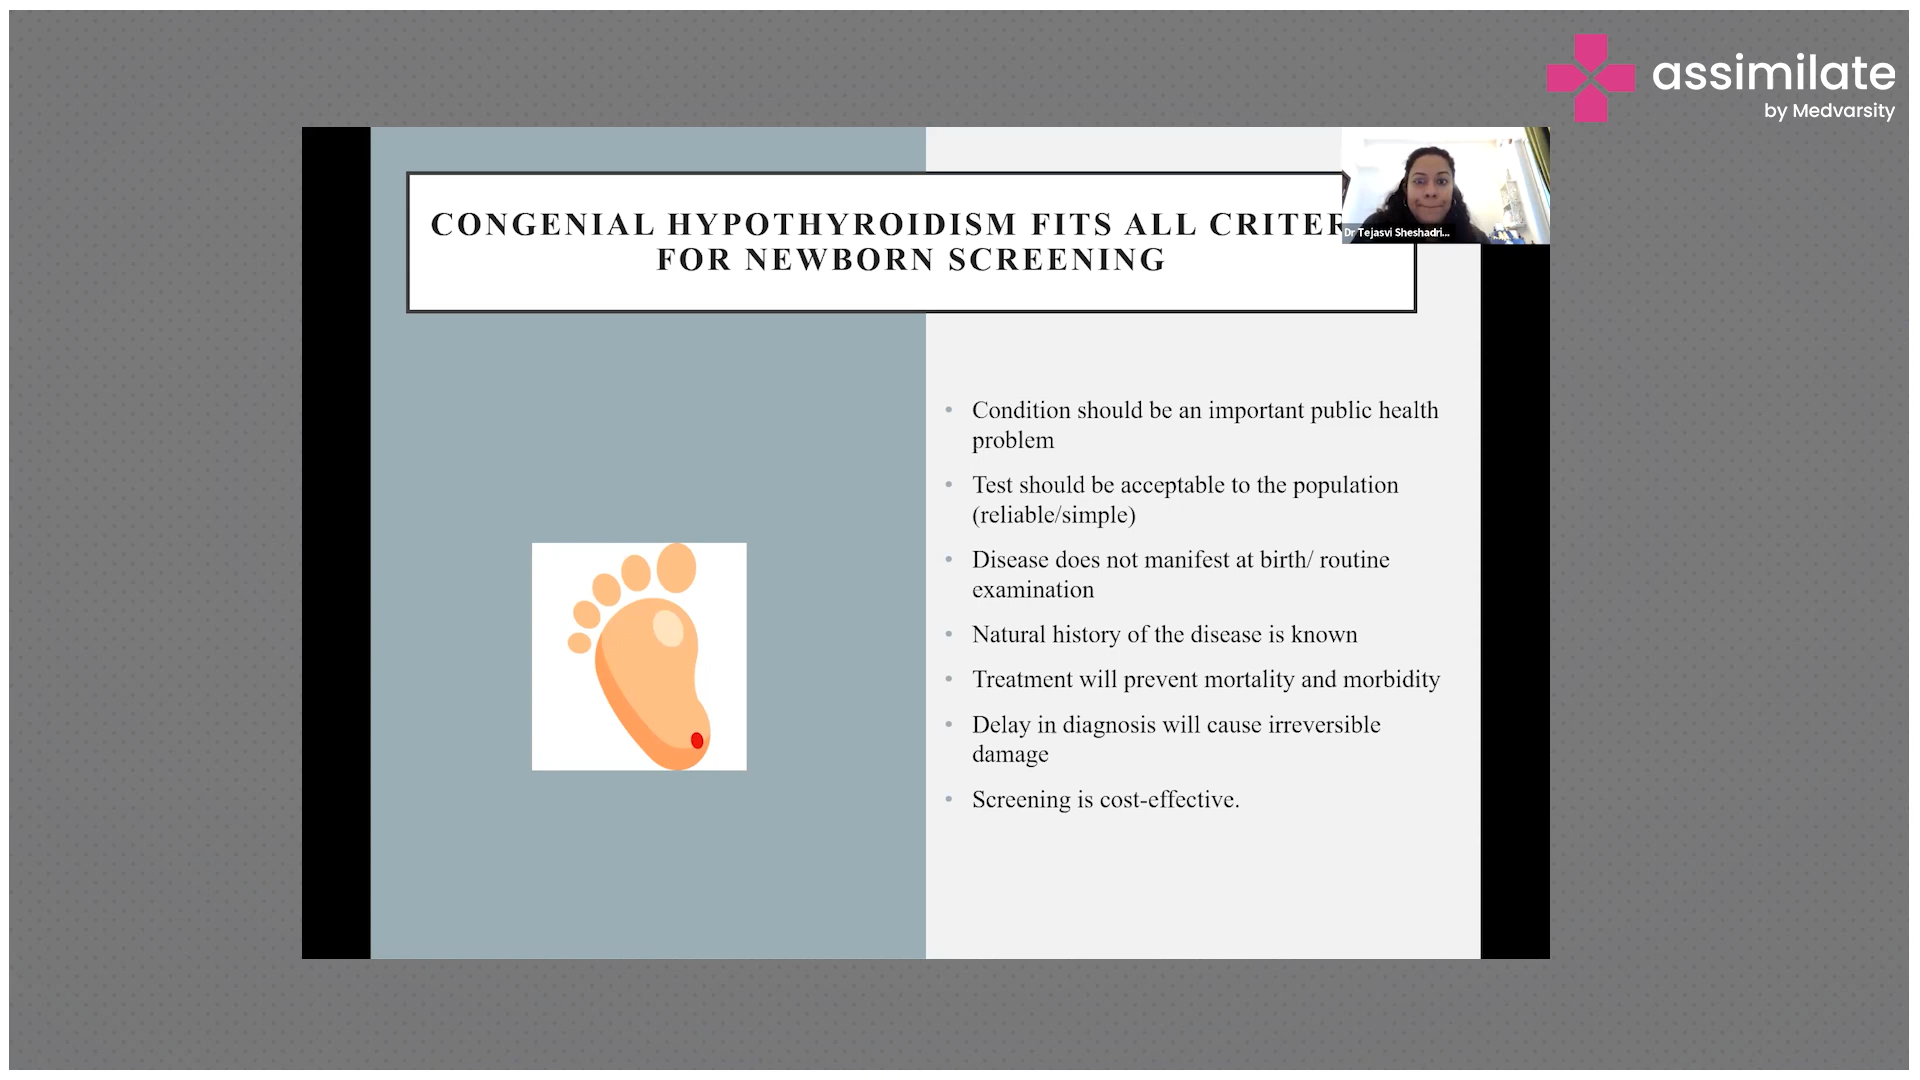 assimilate
by Medvarsity
CONGENIAL HYPOTHYROIDISM FITS ALL
FOR NEWBORN SCREENING
Dr Tejasvi Sheshadri...
• Condition should be an important public health
problem
• Test should be acceptable to the population
(reliable/simple)
• Disease does not manifest at birth/ routine
examination
• Natural history of the disease is known
• Treatment will prevent mortality and morbidity
• Delay in diagnosis will cause irreversible
damage
• Screening is cost-effective.